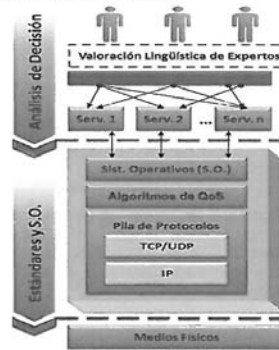 Análisis de Decisión
Valoración Lingüística de Expertos
Serv. 1
Serv. 2
...
Serv. n
Estándares y S.O.
Sist. Operativos (S.O.)
Algoritmos de QoS
Pila de Protocolos
TCP/UDP
IP
Medios Físicos